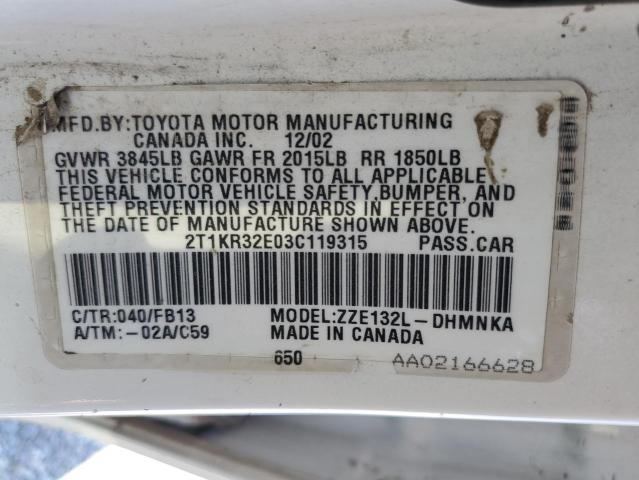 MFD.BY:TOYOTA MOTOR MANUFACTURING
CANADA INC. 12/02
GVWR 3845LB GAWR FR 2015LB RR 1850LB
THIS VEHICLE CONFORMS TO ALL APPLICABLE
FEDERAL MOTOR VEHICLE SAFETY,BUMPER, AND
THEFT PREVENTION STANDARDS IN EFFECT ON
THE DATE OF MANUFACTURE SHOWN ABOVE.
2T1KR32E03C119315 PASS.CAR
C/TR:040/FB13 MODEL:ZZE132L-DHMNKA
A/TM:-02A/C59 MADE IN CANADA
650 AA02166628